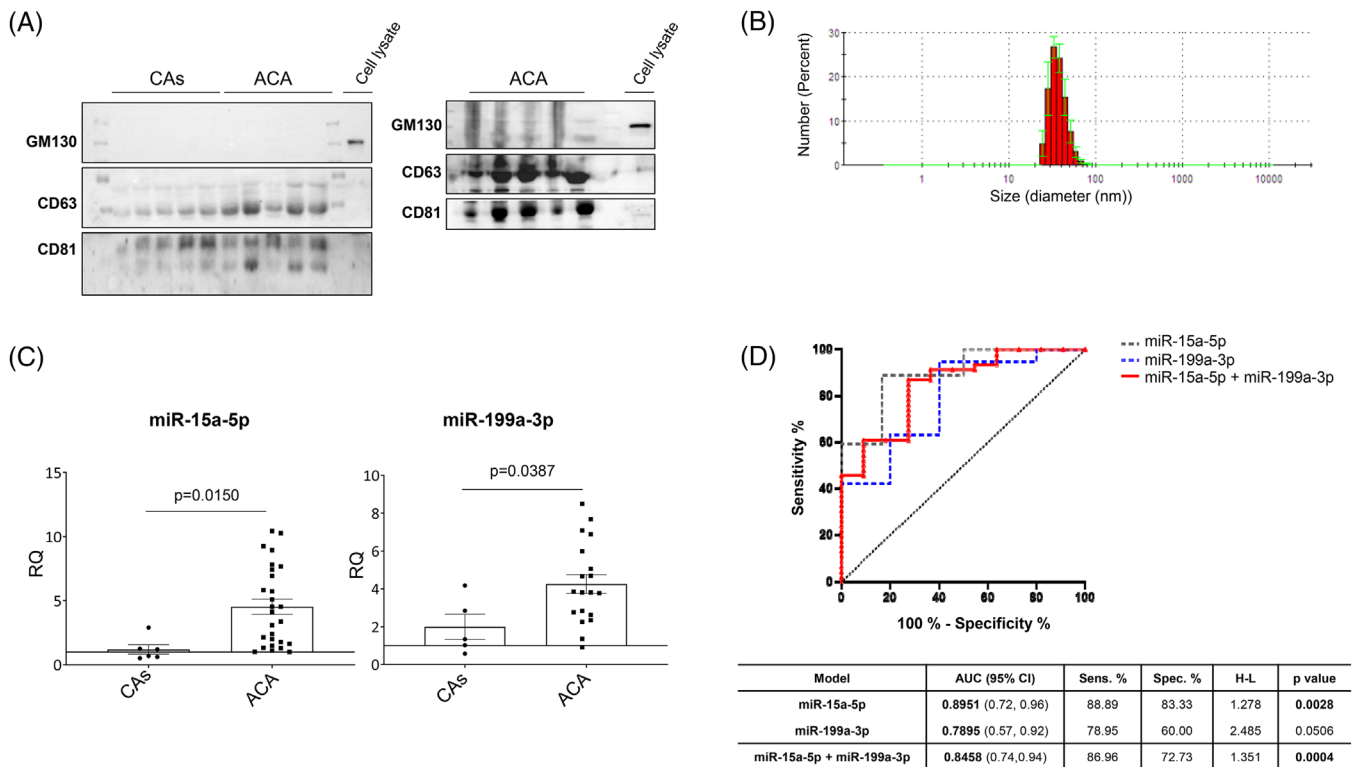 (A)
CAs
ACA
Cell lysate
GM130
CD63
CD81
ACA
Cell lysate
GM130
CD63
CD81
(B)
Number (Percent)
30
20
10
0
1
10
100
1000
10000
Size (diameter (nm))
(C)
miR-15a-5p
p=0.0150
RQ
15
10
5
0
CAs
ACA
miR-199a-3p
p=0.0387
RQ
10
8
6
4
2
0
CAs
ACA
(D)
miR-15a-5p
miR-199a-3p
miR-15a-5p + miR-199a-3p
Sensitivity %
100
80
60
40
20
0
0 20 40 60 80 100
100 % - Specificity %
Model AUC (95% CI) Sens. % Spec. % H-L p value
miR-15a-5p 0.8951 (0.72, 0.96) 88.89 83.33 1.278 0.0028
miR-199a-3p 0.7895 (0.57, 0.92) 78.95 60.00 2.485 0.0506
miR-15a-5p + miR-199a-3p 0.8458 (0.74,0.94) 86.96 72.73 1.351 0.0004